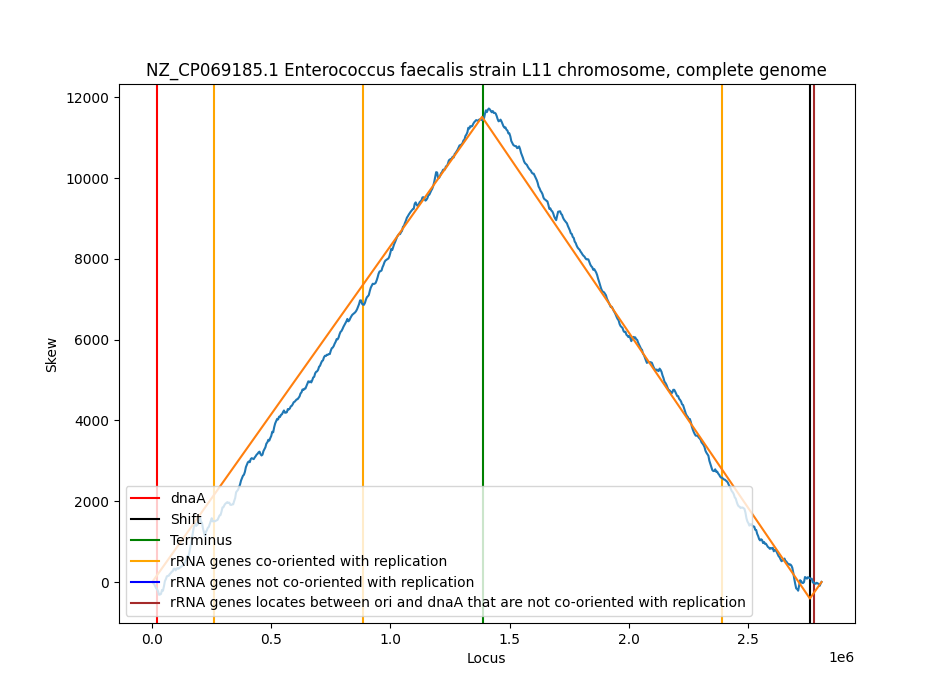 NZ_CP069185.1 Enterococcus faecalis strain L11 chromosome, complete genome
12000
10000
8000
6000
4000
2000
0
Skew
dnaA
Shift
Terminus
rRNA genes co-oriented with replication
rRNA genes not co-oriented with replication
rRNA genes locates between ori and dnaA that are not co-oriented with replication
0.0 0.5 1.0 1.5 2.0 2.5
Locus
1e6